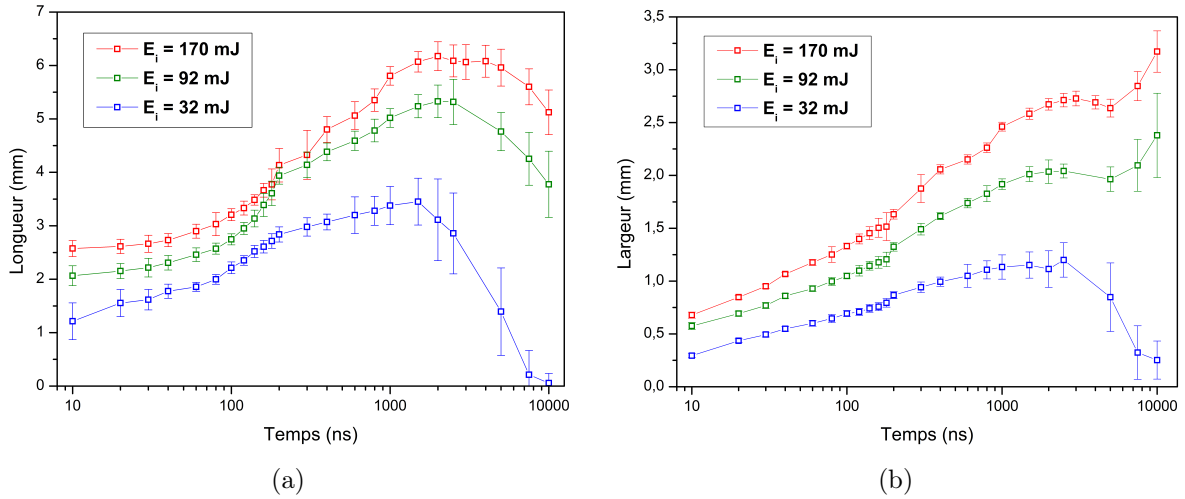 7
6
5
4
3
2
1
0
Longueur (mm)
E_i = 170 mJ
E_i = 92 mJ
E_i = 32 mJ
10
100
1000
10000
Temps (ns)
(a)
3,5
3,0
2,5
2,0
1,5
1,0
0,5
0,0
Largeur (mm)
E_i = 170 mJ
E_i = 92 mJ
E_i = 32 mJ
10
100
1000
10000
Temps (ns)
(b)